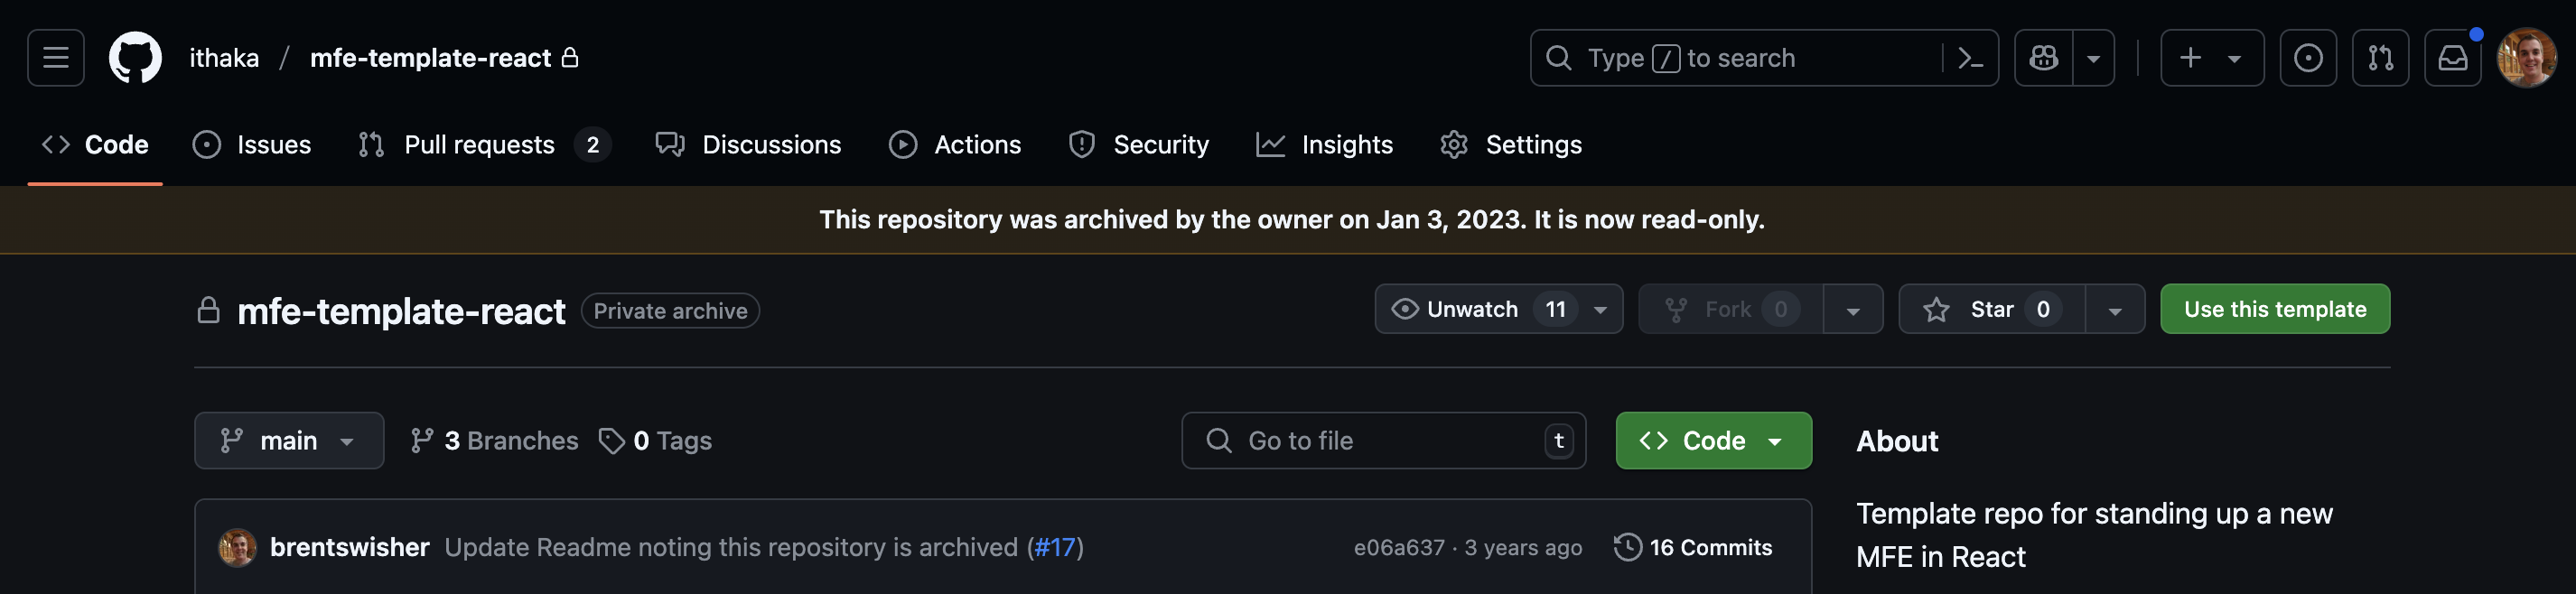 ithaka / mfe-template-react
Type / to search
Code Issues Pull requests 2 Discussions Actions Security Insights Settings
This repository was archived by the owner on Jan 3, 2023. It is now read-only.
mfe-template-react Private archive
Unwatch 11 Fork 0 Star 0 Use this template
main 3 Branches 0 Tags Go to file t Code About
brentswisher Update Readme noting this repository is archived (#17) e06a637 · 3 years ago 16 Commits
Template repo for standing up a new
MFE in React